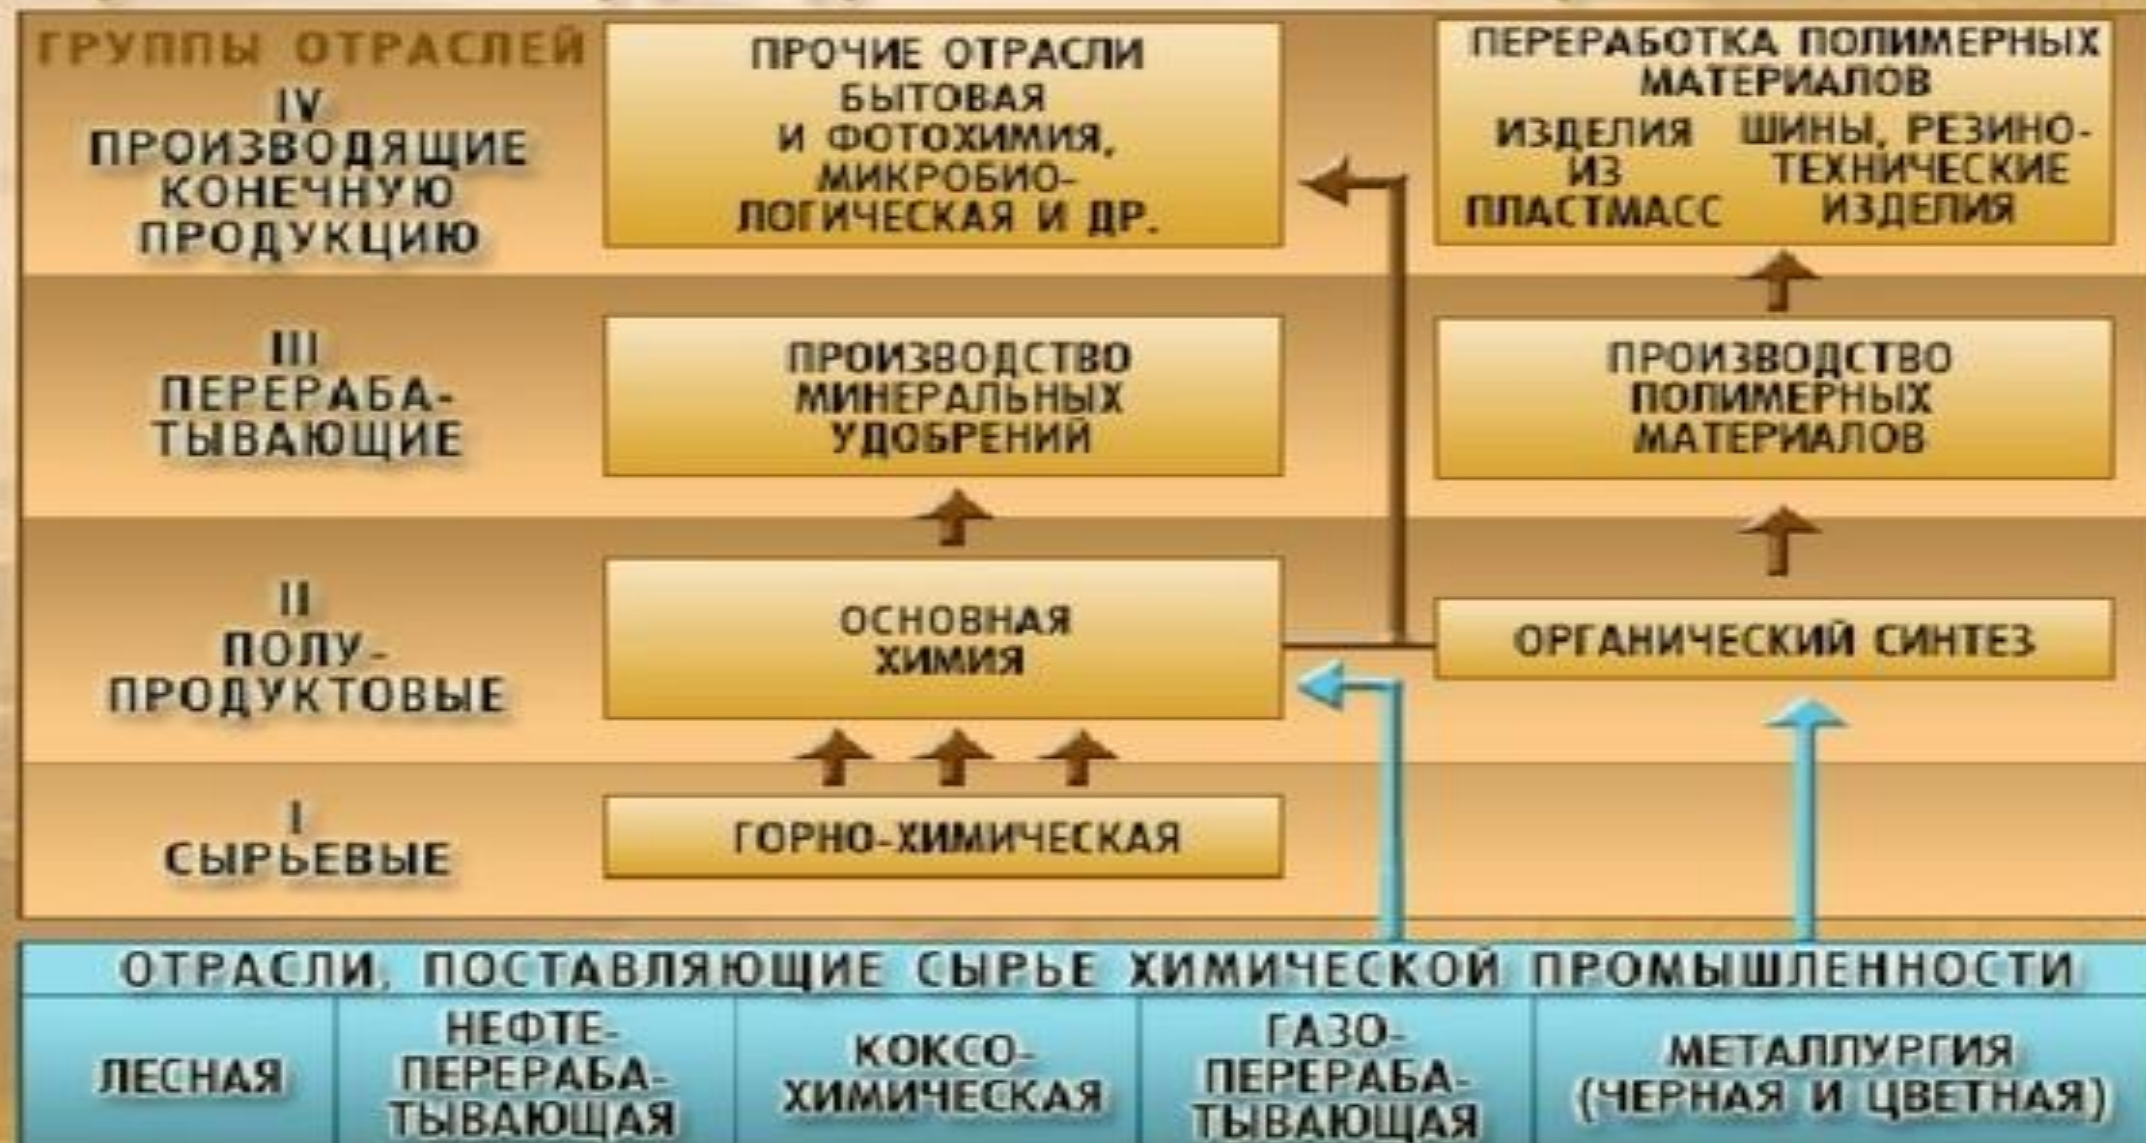 ГРУППЫ ОТРАСЛЕЙ
IV
ПРОИЗВОДЯЩИЕ
КОНЕЧНУЮ
ПРОДУКЦИЮ
ПРОЧИЕ ОТРАСЛИ
БЫТОВАЯ
И ФОТОХИМИЯ,
МИКРОБИО-
ЛОГИЧЕСКАЯ И ДР.
ПЕРЕРАБОТКА ПОЛИМЕРНЫХ
МАТЕРИАЛОВ
ИЗДЕЛИЯ
ИЗ
ПЛАСТМАСС
ШИНЫ, РЕЗИНО-
ТЕХНИЧЕСКИЕ
ИЗДЕЛИЯ
III
ПЕРЕРАБА-
ТЫВАЮЩИЕ
ПРОИЗВОДСТВО
МИНЕРАЛЬНЫХ
УДОБРЕНИЙ
ПРОИЗВОДСТВО
ПОЛИМЕРНЫХ
МАТЕРИАЛОВ
II
ПОЛУ-
ПРОДУКТОВЫЕ
ОСНОВНАЯ
ХИМИЯ
ОРГАНИЧЕСКИЙ СИНТЕЗ
I
СЫРЬЕВЫЕ
ГОРНО-ХИМИЧЕСКАЯ
ОТРАСЛИ, ПОСТАВЛЯЮЩИЕ СЫРЬЕ ХИМИЧЕСКОЙ ПРОМЫШЛЕННОСТИ
ЛЕСНАЯ
НЕФТЕ-
ПЕРЕРАБА-
ТЫВАЮЩАЯ
КОКСО-
ХИМИЧЕСКАЯ
ГАЗО-
ПЕРЕРАБА-
ТЫВАЮЩАЯ
МЕТАЛЛУРГИЯ
(ЧЕРНАЯ И ЦВЕТНАЯ)